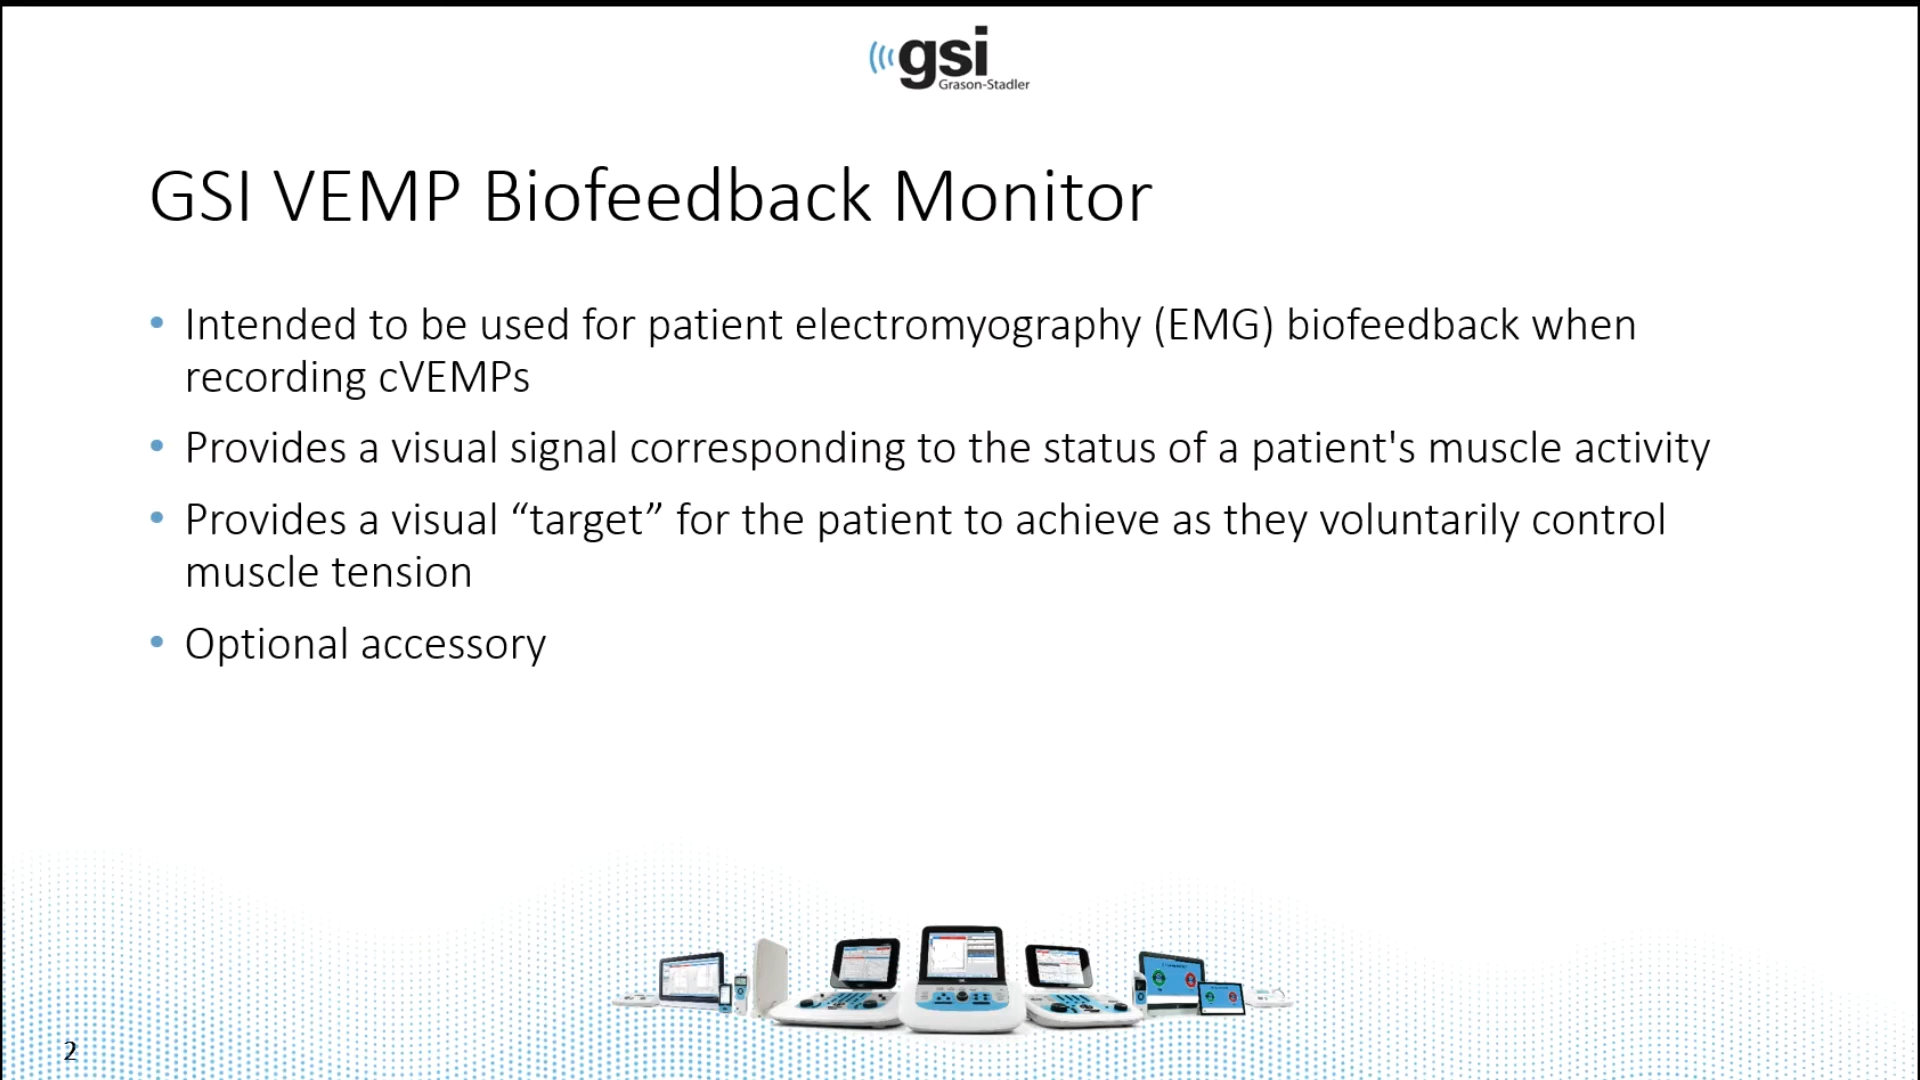 gsi
Grason-Stadler
GSI VEMP Biofeedback Monitor
• Intended to be used for patient electromyography (EMG) biofeedback when
recording cVEMPs
• Provides a visual signal corresponding to the status of a patient's muscle activity
• Provides a visual “target” for the patient to achieve as they voluntarily control
muscle tension
• Optional accessory
2